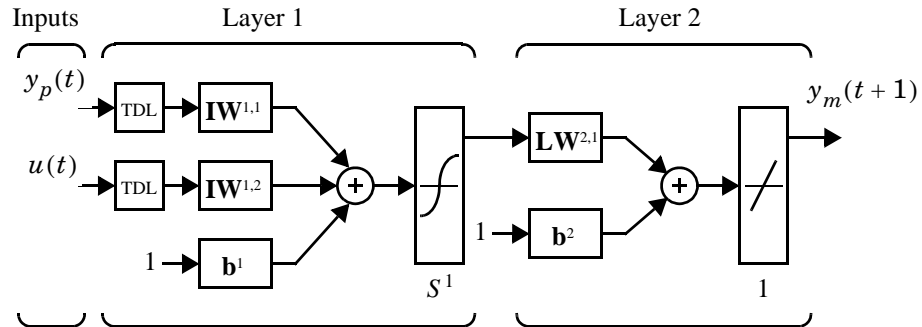 Inputs Layer 1 Layer 2
y_p(t) TDL IW^{1,1}
y_m(t+1)
LW^{2,1}
u(t) TDL IW^{1,2} +
+
1 b^1
1 b^2
S^1 1